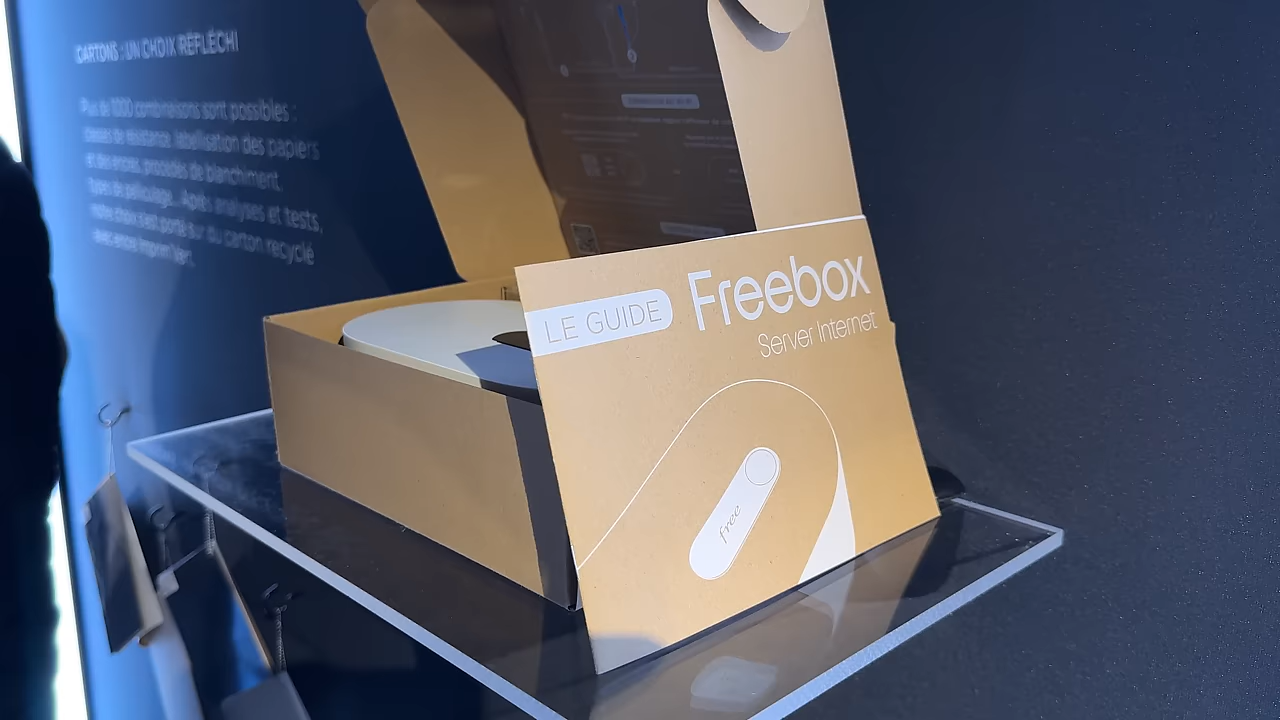 CARTONS : UN CHOIX RÉFLÉCHI
Plus de 1000 combinaisons sont possibles :
classes de résistance, labellisation des papiers
et des encres, procédés de blanchiment,
types de pelliculage... Après analyses et tests,
notre choix s'est porté sur du carton recyclé
avec encre
LE GUIDE
Freebox
Server Internet
free